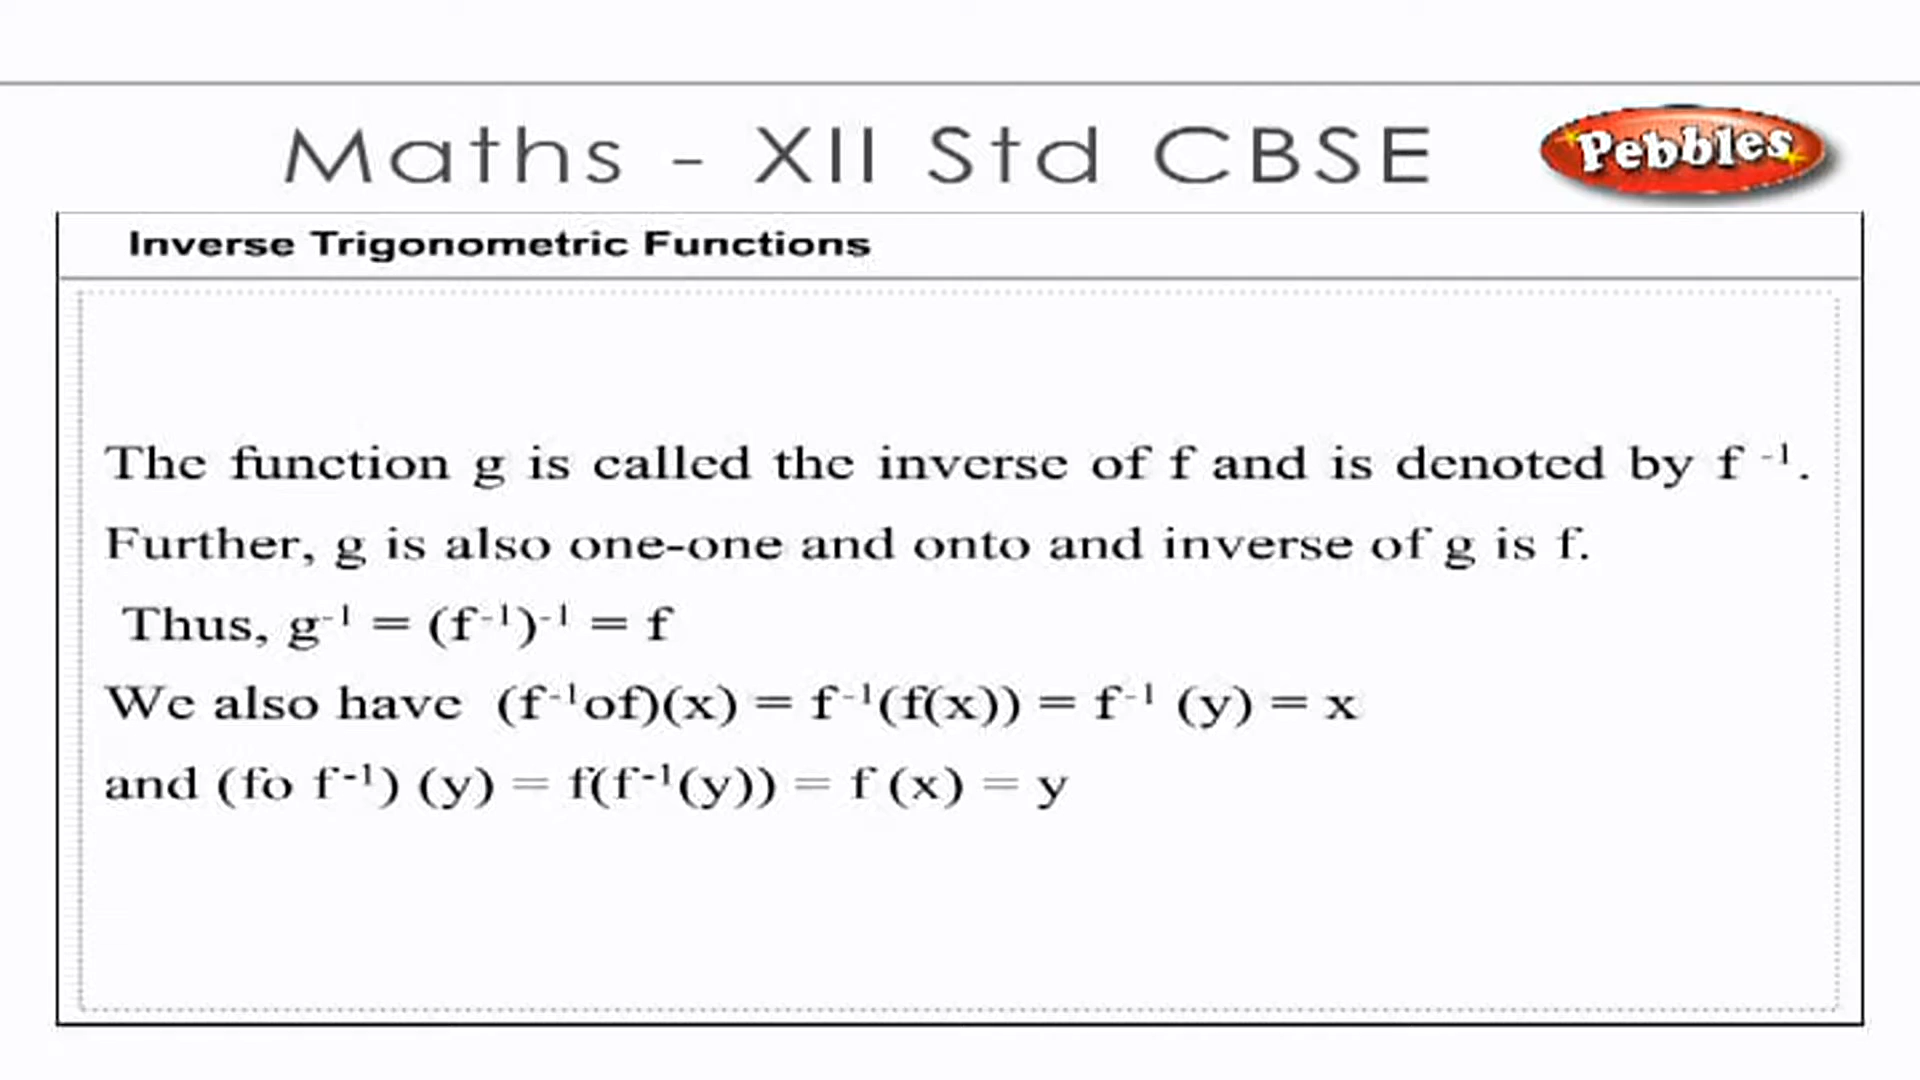 Maths - XII Std CBSE
Pebbles
Inverse Trigonometric Functions
The function g is called the inverse of f and is denoted by f ⁻¹.
Further, g is also one-one and onto and inverse of g is f.
Thus, g⁻¹ = (f⁻¹)⁻¹ = f
We also have (f⁻¹of)(x) = f⁻¹(f(x)) = f⁻¹ (y) = x
and (fo f⁻¹) (y) = f(f⁻¹(y)) = f (x) = y